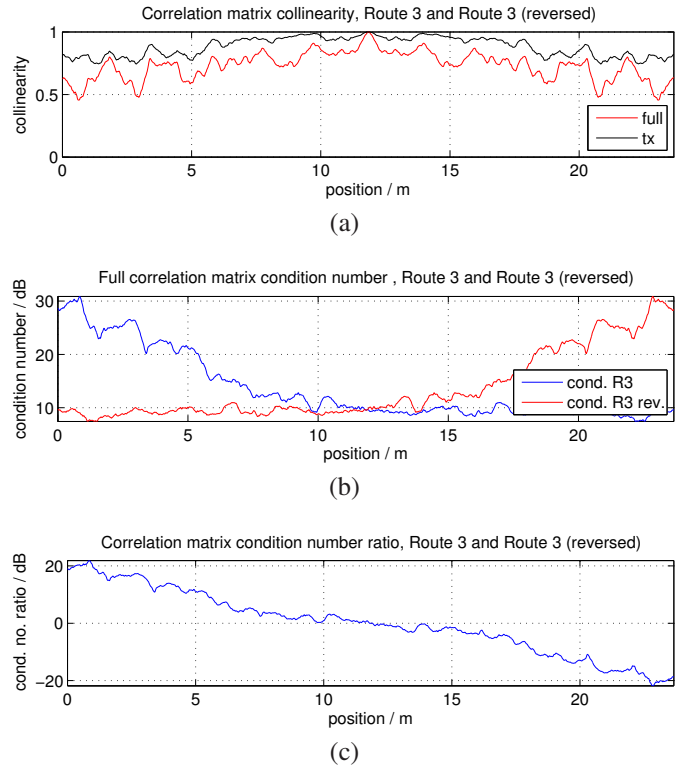 Correlation matrix collinearity, Route 3 and Route 3 (reversed)
1
0.5
0
collinearity
full
tx
0 5 10 15 20
position / m
(a)
Full correlation matrix condition number , Route 3 and Route 3 (reversed)
30
20
10
condition number / dB
cond. R3
cond. R3 rev.
0 5 10 15 20
position / m
(b)
Correlation matrix condition number ratio, Route 3 and Route 3 (reversed)
20
0
−20
cond. no. ratio / dB
0 5 10 15 20
position / m
(c)